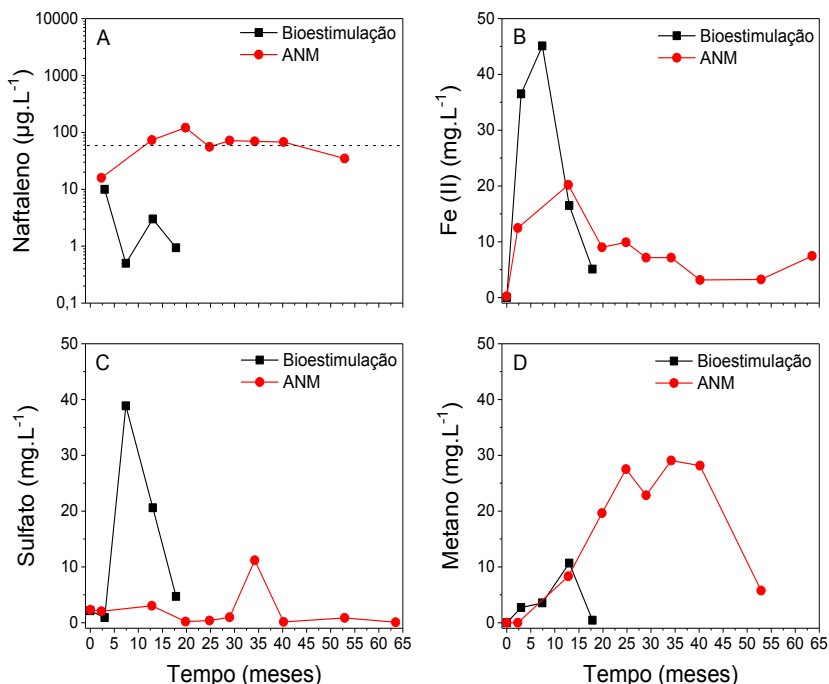 A
Bioestimulação
ANM
Naftaleno (µg.L⁻¹)
10000
1000
100
10
1
0,1
B
Bioestimulação
ANM
Fe (II) (mg.L⁻¹)
50
40
30
20
10
0
C
Bioestimulação
ANM
Sulfato (mg.L⁻¹)
50
40
30
20
10
0
0 5 10 15 20 25 30 35 40 45 50 55 60 65
Tempo (meses)
D
Bioestimulação
ANM
Metano (mg.L⁻¹)
50
40
30
20
10
0
0 5 10 15 20 25 30 35 40 45 50 55 60 65
Tempo (meses)